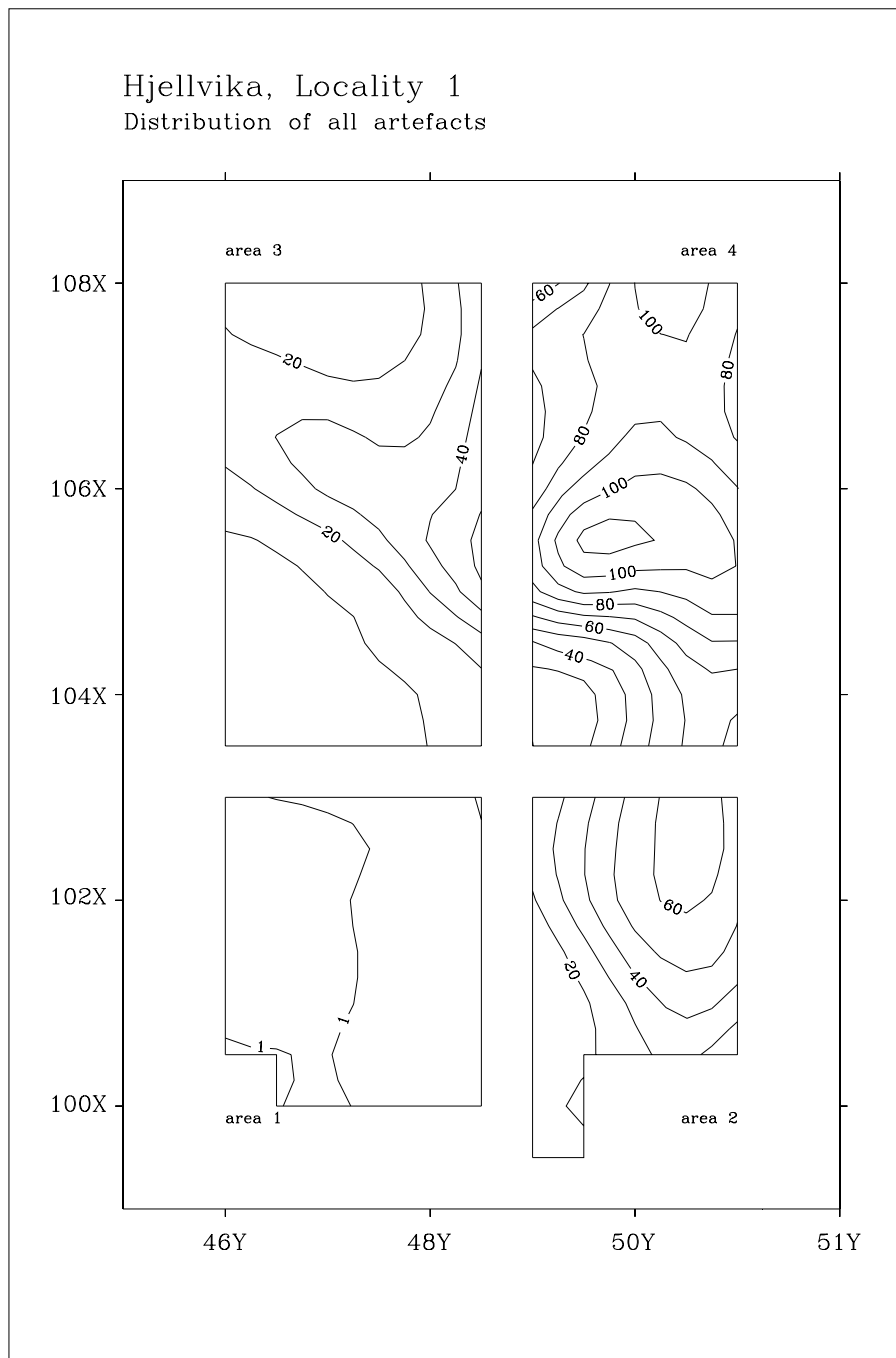 Hjellvika, Locality 1
Distribution of all artefacts
area 3
area 4
108X
60
100
20
80
40
80
106X
100
20
100
80
60
40
104X
102X
60
20
40
1
1
100X
area 1
area 2
46Y
48Y
50Y
51Y